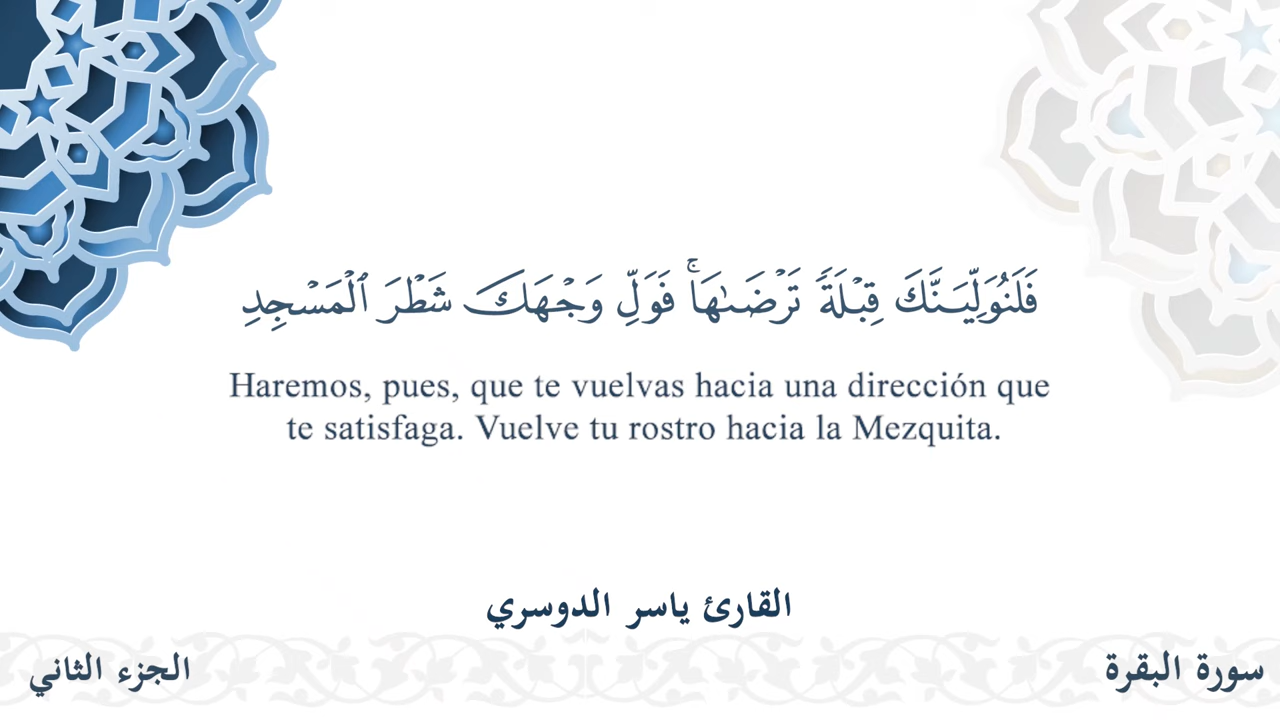 فَلَنُوَلِّيَنَّكَ قِبْلَةً تَرْضَىٰهَا ۚ فَوَلِّ وَجْهَكَ شَطْرَ ٱلْمَسْجِدِ
Haremos, pues, que te vuelvas hacia una dirección que
te satisfaga. Vuelve tu rostro hacia la Mezquita.
القارئ ياسر الدوسري
سورة البقرة
الجزء الثاني